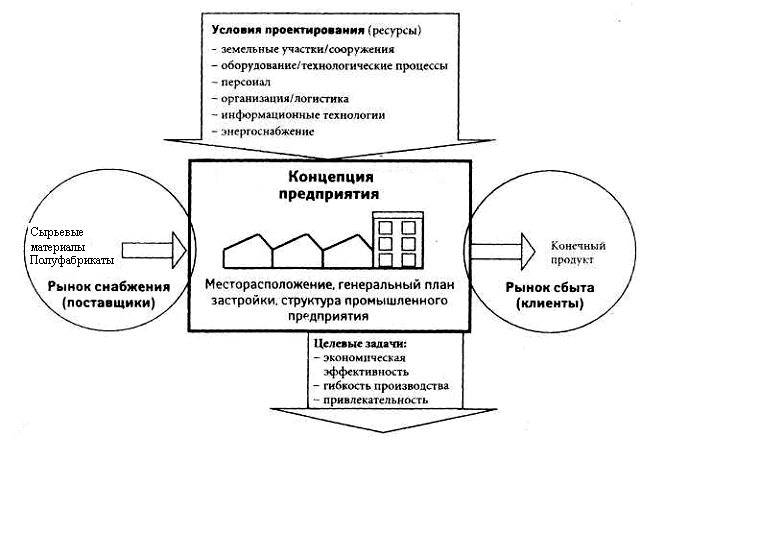 Условия проектирования (ресурсы)
– земельные участки/сооружения
– оборудование/технологические процессы
– персонал
– организация/логистика
– информационные технологии
– энергоснабжение
Концепция
предприятия
Сырьевые
материалы
Полуфабрикаты
Рынок снабжения
(поставщики)
Месторасположение, генеральный план
застройки, структура промышленного
предприятия
Конечный
продукт
Рынок сбыта
(клиенты)
Целевые задачи:
– экономическая
эффективность
– гибкость производства
– привлекательность